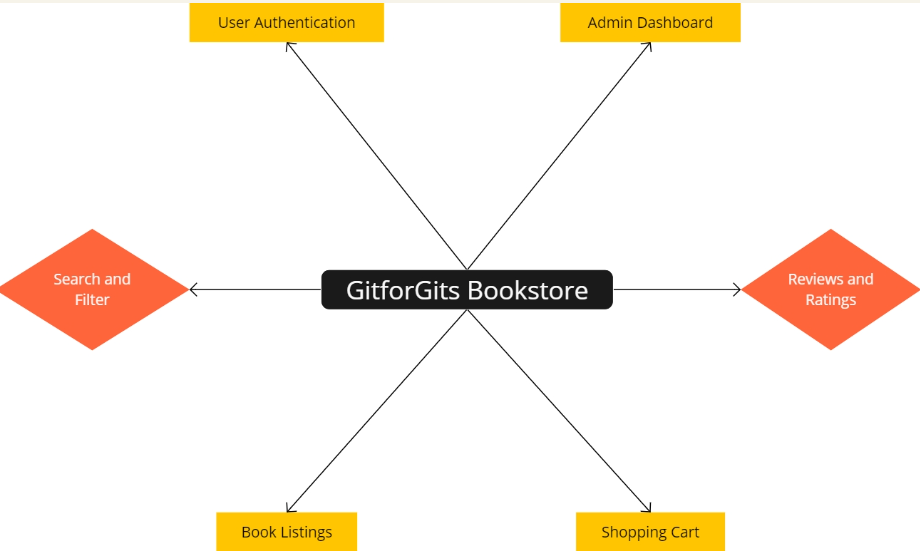 User Authentication
Admin Dashboard
Search and
Filter
GitforGits Bookstore
Reviews and
Ratings
Book Listings
Shopping Cart